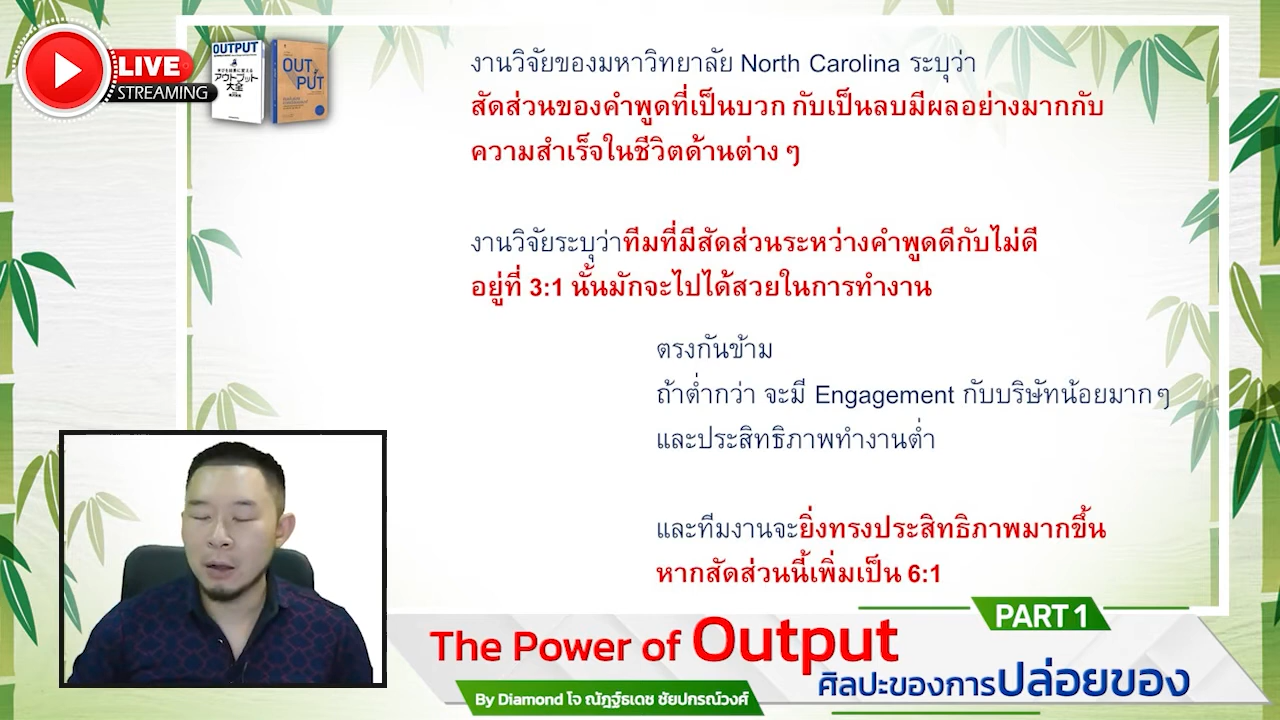 LIVE
STREAMING
OUTPUT
アウトプット
大全
OUT
PUT
งานวิจัยของมหาวิทยาลัย North Carolina ระบุว่า
สัดส่วนของคำพูดที่เป็นบวก กับเป็นลบมีผลอย่างมากกับ
ความสำเร็จในชีวิตด้านต่าง ๆ
งานวิจัยระบุว่าทีมที่มีสัดส่วนระหว่างคำพูดดีกับไม่ดี
อยู่ที่ 3:1 นั้นมักจะไปได้สวยในการทำงาน
ตรงกันข้าม
ถ้าต่ำกว่า จะมี Engagement กับบริษัทน้อยมาก ๆ
และประสิทธิภาพทำงานต่ำ
และทีมงานจะยิ่งทรงประสิทธิภาพมากขึ้น
หากสัดส่วนนี้เพิ่มเป็น 6:1
PART 1
The Power of Output
ศิลปะของการปล่อยของ
By Diamond โจ ณัฏฐ์ธเดช ชัยปกรณ์วงศ์